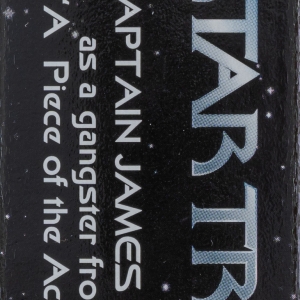 STAR TR
CAPTAIN JAMES
as a gangster fro
"A Piece of the Ac